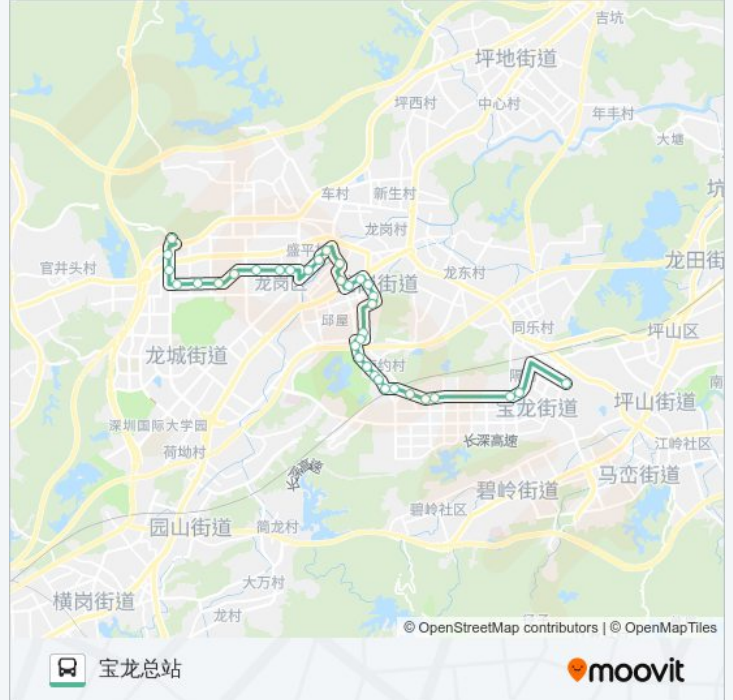 吉坑
坪地街道
坪西村
中心村
年丰村
大塘
坑
车村
新生村
龙岗村
盛平村
龙田街
官井头村
龙东村
龙岗区
街道
邱屋
同乐村
坪山区
龙城街道
约村
南
宝龙街道
坪山街道
深圳国际大学园
长深高速
江岭社区
荷坳村
长深高速
马峦街道
碧岭街道
碧岭社区
园山街道
简龙村
大万村
横岗街道
龙村
© OpenStreetMap contributors | © OpenMapTiles
宝龙总站
moovit